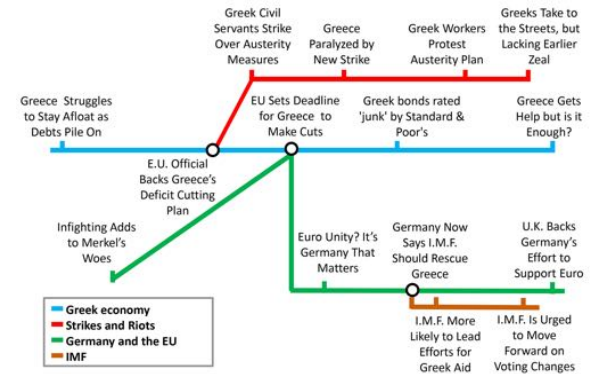 Greek Civil
Servants Strike
Over Austerity
Measures
Greece
Paralyzed by
New Strike
Greek Workers
Protest
Austerity Plan
Greeks Take to
the Streets, but
Lacking Earlier
Zeal
Greece Struggles
to Stay Afloat as
Debts Pile On
EU Sets Deadline
for Greece to
Make Cuts
Greek bonds rated
'junk' by Standard &
Poor's
Greece Gets
Help but is it
Enough?
E.U. Official
Backs Greece's
Deficit Cutting
Plan
Infighting Adds
to Merkel's
Woes
Euro Unity? It's
Germany That
Matters
Germany Now
Says I.M.F.
Should Rescue
Greece
U.K. Backs
Germany's
Effort to
Support Euro
I.M.F. More
Likely to Lead
Efforts for
Greek Aid
I.M.F. Is Urged
to Move
Forward on
Voting Changes
Greek economy
Strikes and Riots
Germany and the EU
IMF